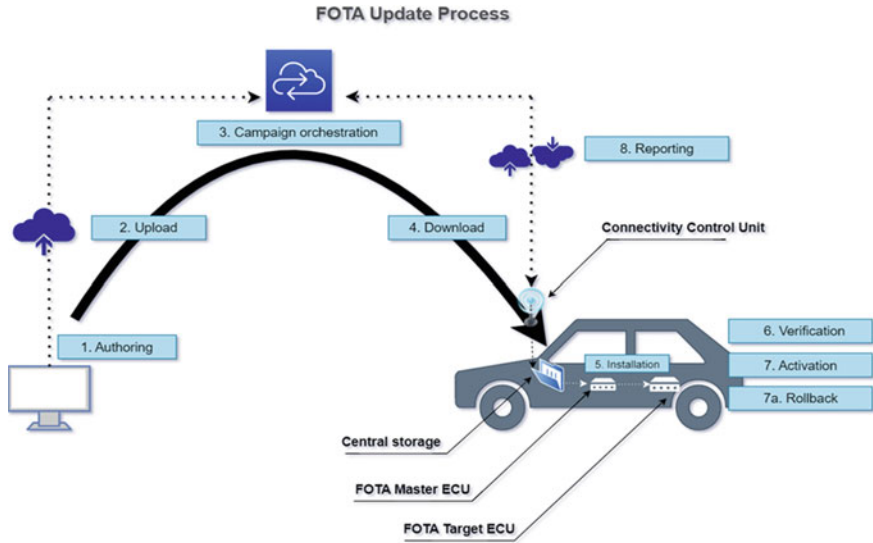 FOTA Update Process
3. Campaign orchestration
8. Reporting
2. Upload
4. Download
Connectivity Control Unit
1. Authoring
5. Installation
6. Verification
7. Activation
7a. Rollback
Central storage
FOTA Master ECU
FOTA Target ECU